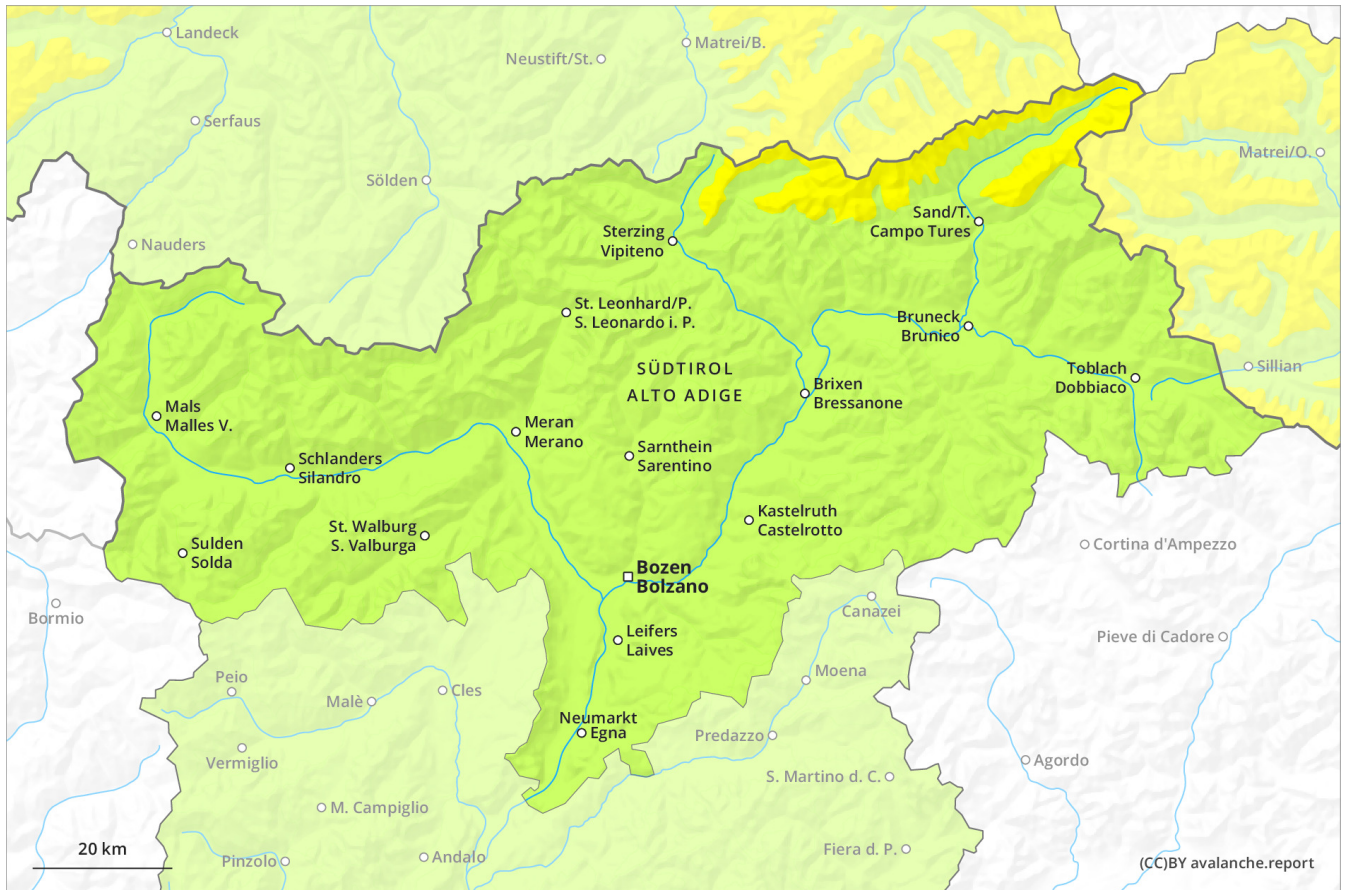 Landeck
Matrei/B.
Neustift/St.
Serfaus
Matrei/O.
Sölden
Sand/T.
Campo Tures
Sterzing
Vipiteno
Nauders
St. Leonhard/P.
S. Leonardo i. P.
Bruneck
Brunico
SÜDTIROL
ALTO ADIGE
Toblach
Dobbiaco
Sillian
Brixen
Bressanone
Mals
Malles V.
Meran
Merano
Schlanders
Silandro
Sarnthein
Sarentino
Kastelruth
Castelrotto
St. Walburg
S. Valburga
Sulden
Solda
Cortina d'Ampezzo
Bozen
Bolzano
Bormio
Canazei
Leifers
Laives
Pieve di Cadore
Peio
Moena
Malè
Cles
Neumarkt
Egna
Predazzo
Vermiglio
Agordo
S. Martino d. C.
M. Campiglio
20 km
Pinzolo
Andalo
Fiera d. P.
(CC)BY avalanche.report